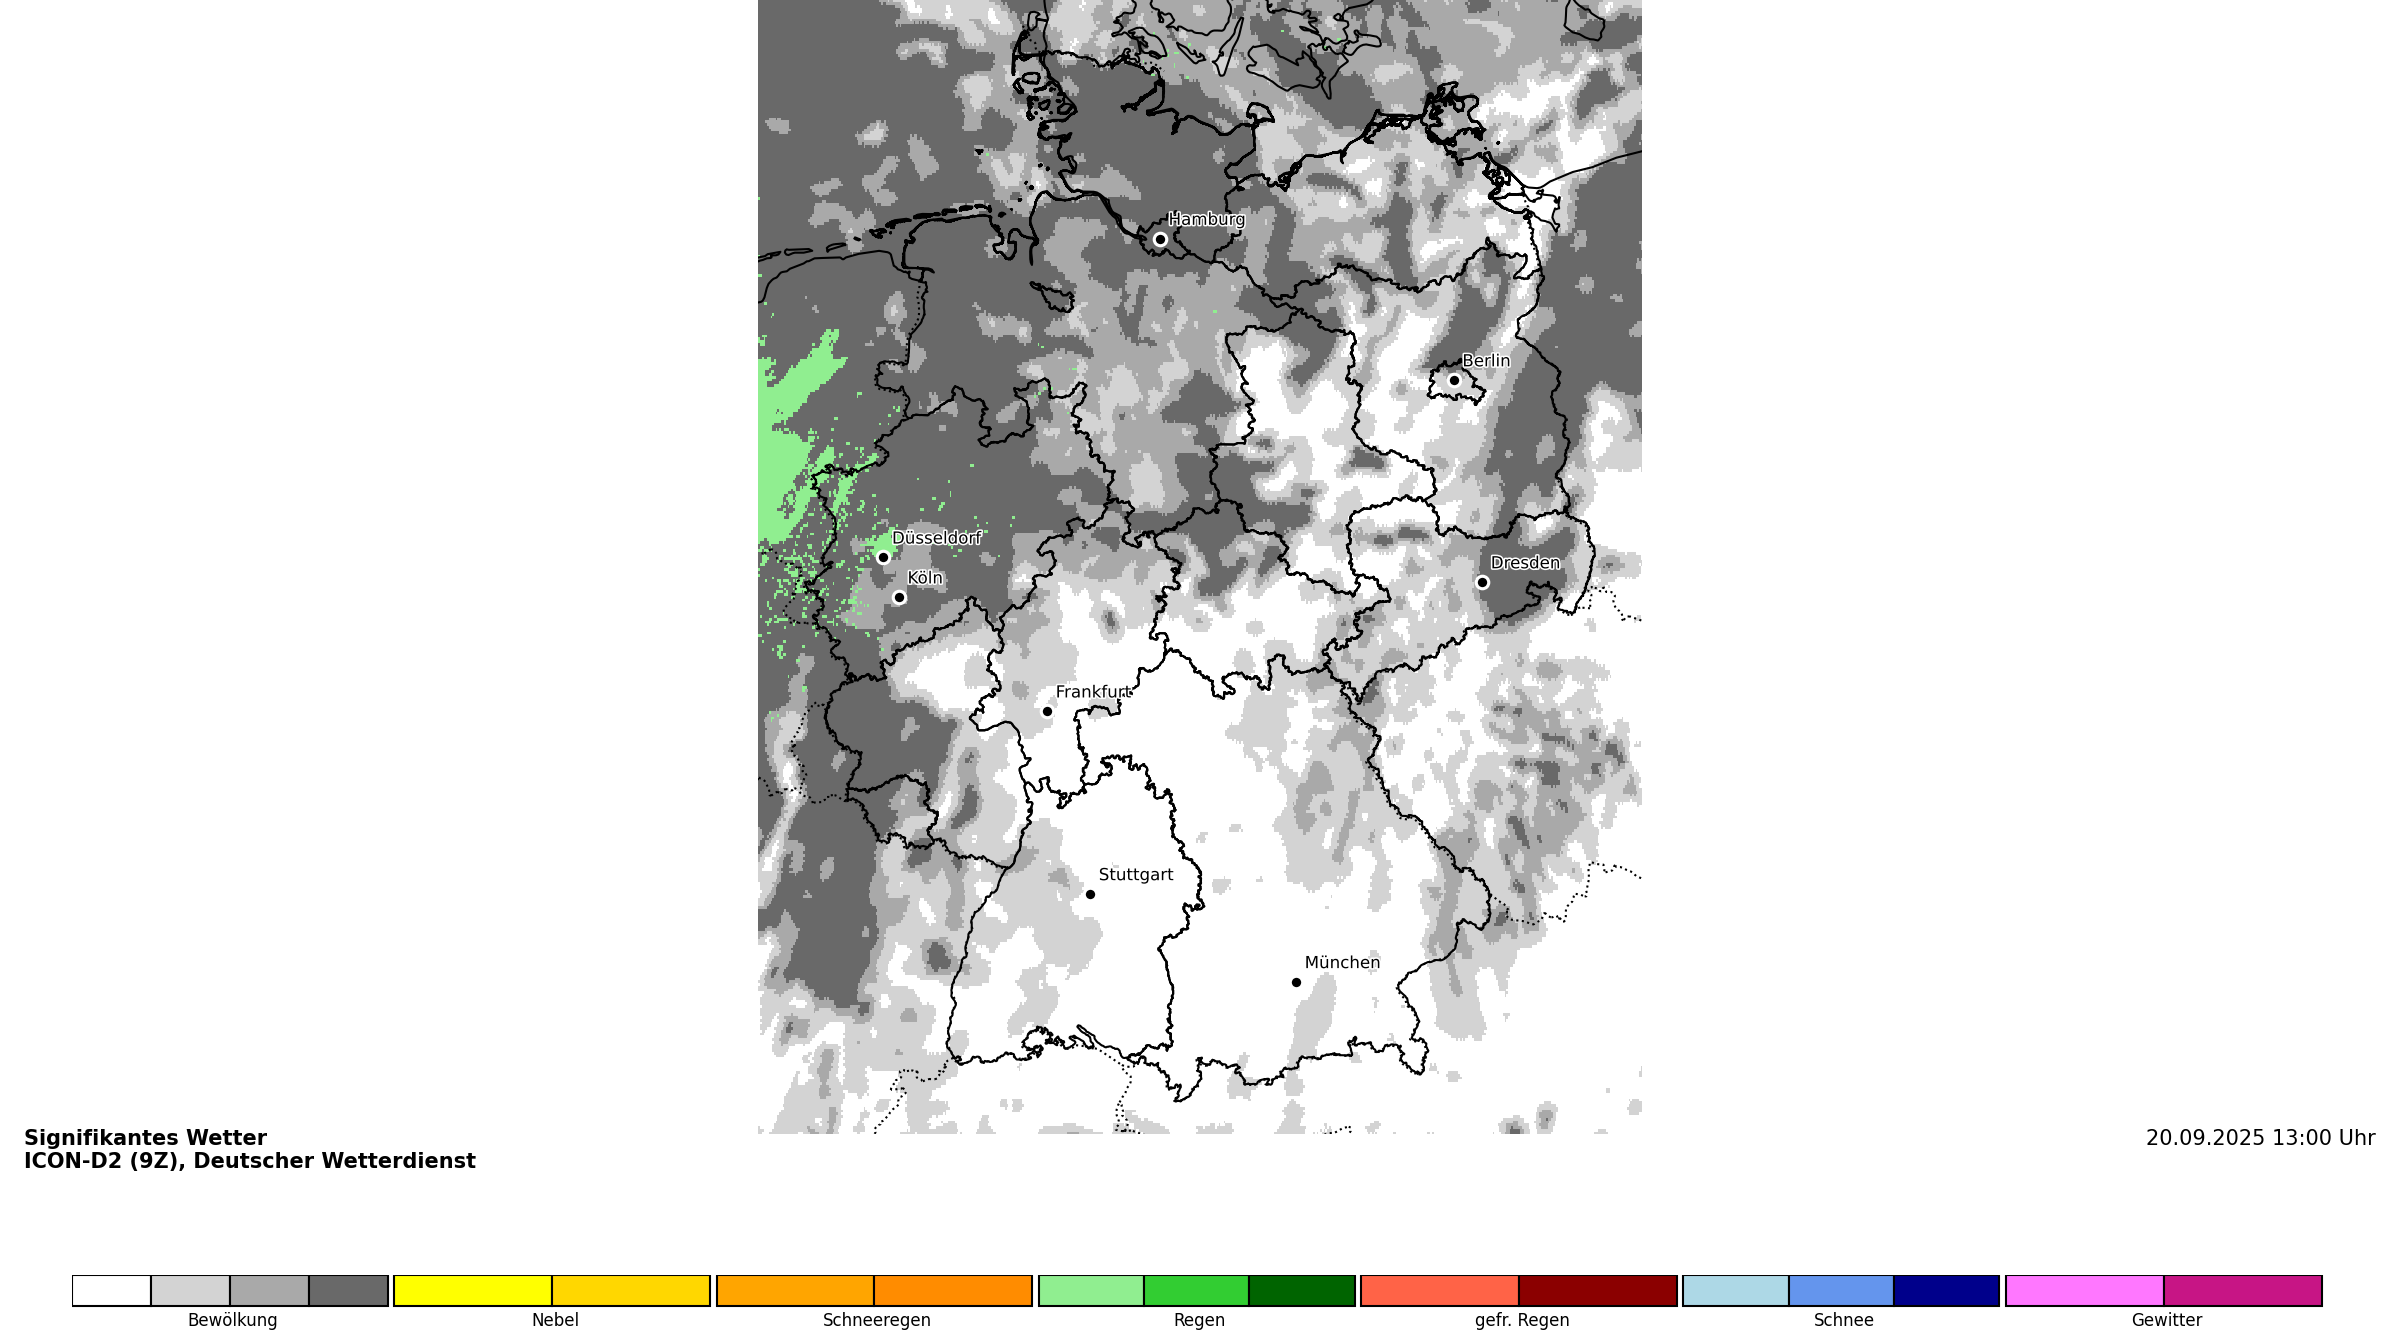 Hamburg
Berlin
Düsseldorf
Köln
Dresden
Frankfurt
Stuttgart
München
Signifikantes Wetter
ICON-D2 (9Z), Deutscher Wetterdienst
20.09.2025 13:00 Uhr
Bewölkung
Nebel
Schneeregen
Regen
gefr. Regen
Schnee
Gewitter